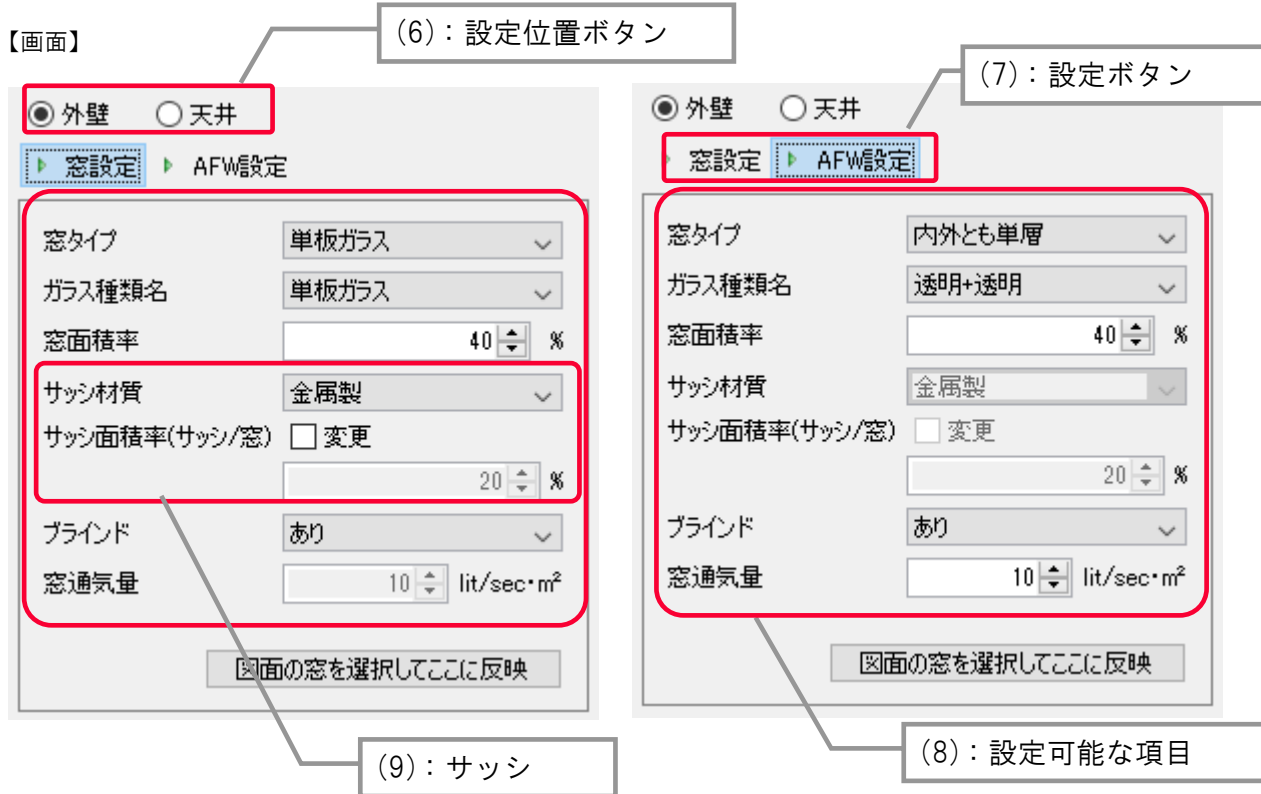 (6)：設定位置ボタン
【画面】
(7)：設定ボタン
外壁 天井
窓設定 AFW設定
窓タイプ 単板ガラス
ガラス種類名 単板ガラス
窓面積率 40 %
サッシ材質 金属製
サッシ面積率(サッシ/窓) 変更
20 %
ブラインド あり
窓通気量 10 lit/sec・m²
図面の窓を選択してここに反映
(9)：サッシ
外壁 天井
窓設定 AFW設定
窓タイプ 内外とも単層
ガラス種類名 透明+透明
窓面積率 40 %
サッシ材質 金属製
サッシ面積率(サッシ/窓) 変更
20 %
ブラインド あり
窓通気量 10 lit/sec・m²
図面の窓を選択してここに反映
(8)：設定可能な項目